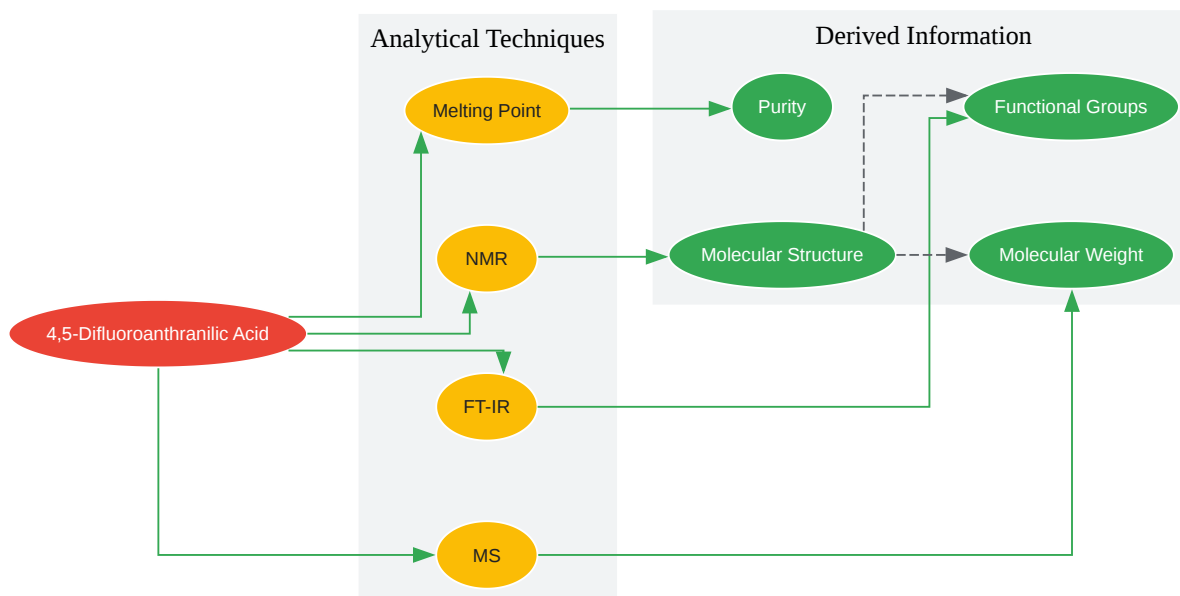 Analytical Techniques
Derived Information
Melting Point
Purity
Functional Groups
NMR
Molecular Structure
Molecular Weight
4,5-Difluoroanthranilic Acid
FT-IR
MS